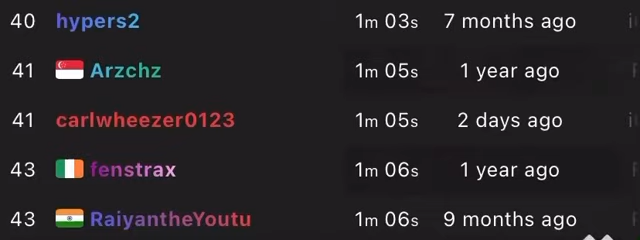 40 hypers2 1m 03s 7 months ago
41 Arzchz 1m 05s 1 year ago
41 carlwheezer0123 1m 05s 2 days ago
43 fenstrax 1m 06s 1 year ago
43 RaiyantheYoutu 1m 06s 9 months ago